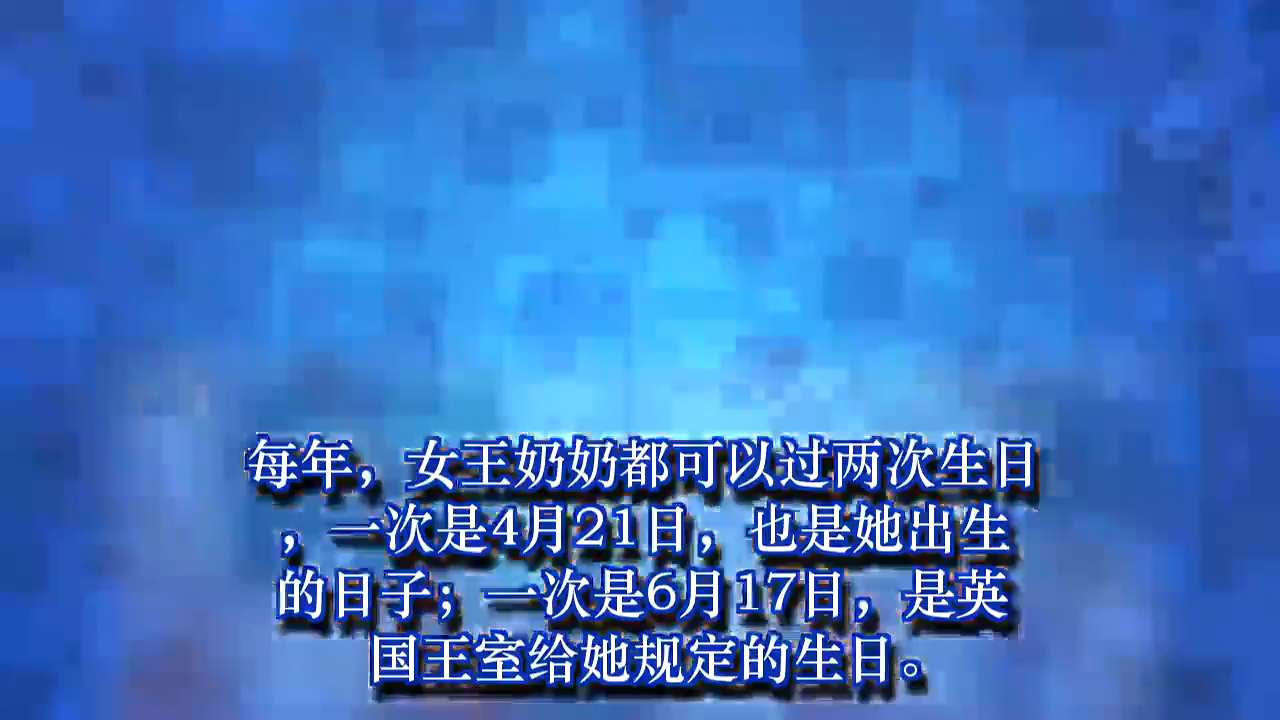 每年，女王奶奶都可以过两次生日
，一次是4月21日，也是她出生
的日子；一次是6月17日，是英
国王室给她规定的生日。